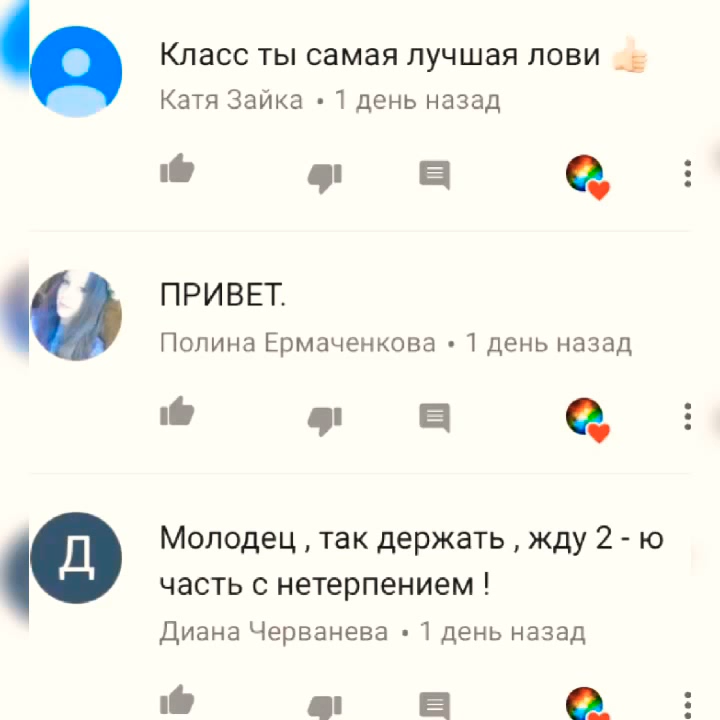 Класс ты самая лучшая лови 👍🏻
Катя Зайка • 1 день назад
ПРИВЕТ.
Полина Ермаченкова • 1 день назад
Д
Молодец , так держать , жду 2 - ю
часть с нетерпением !
Диана Черванева • 1 день назад